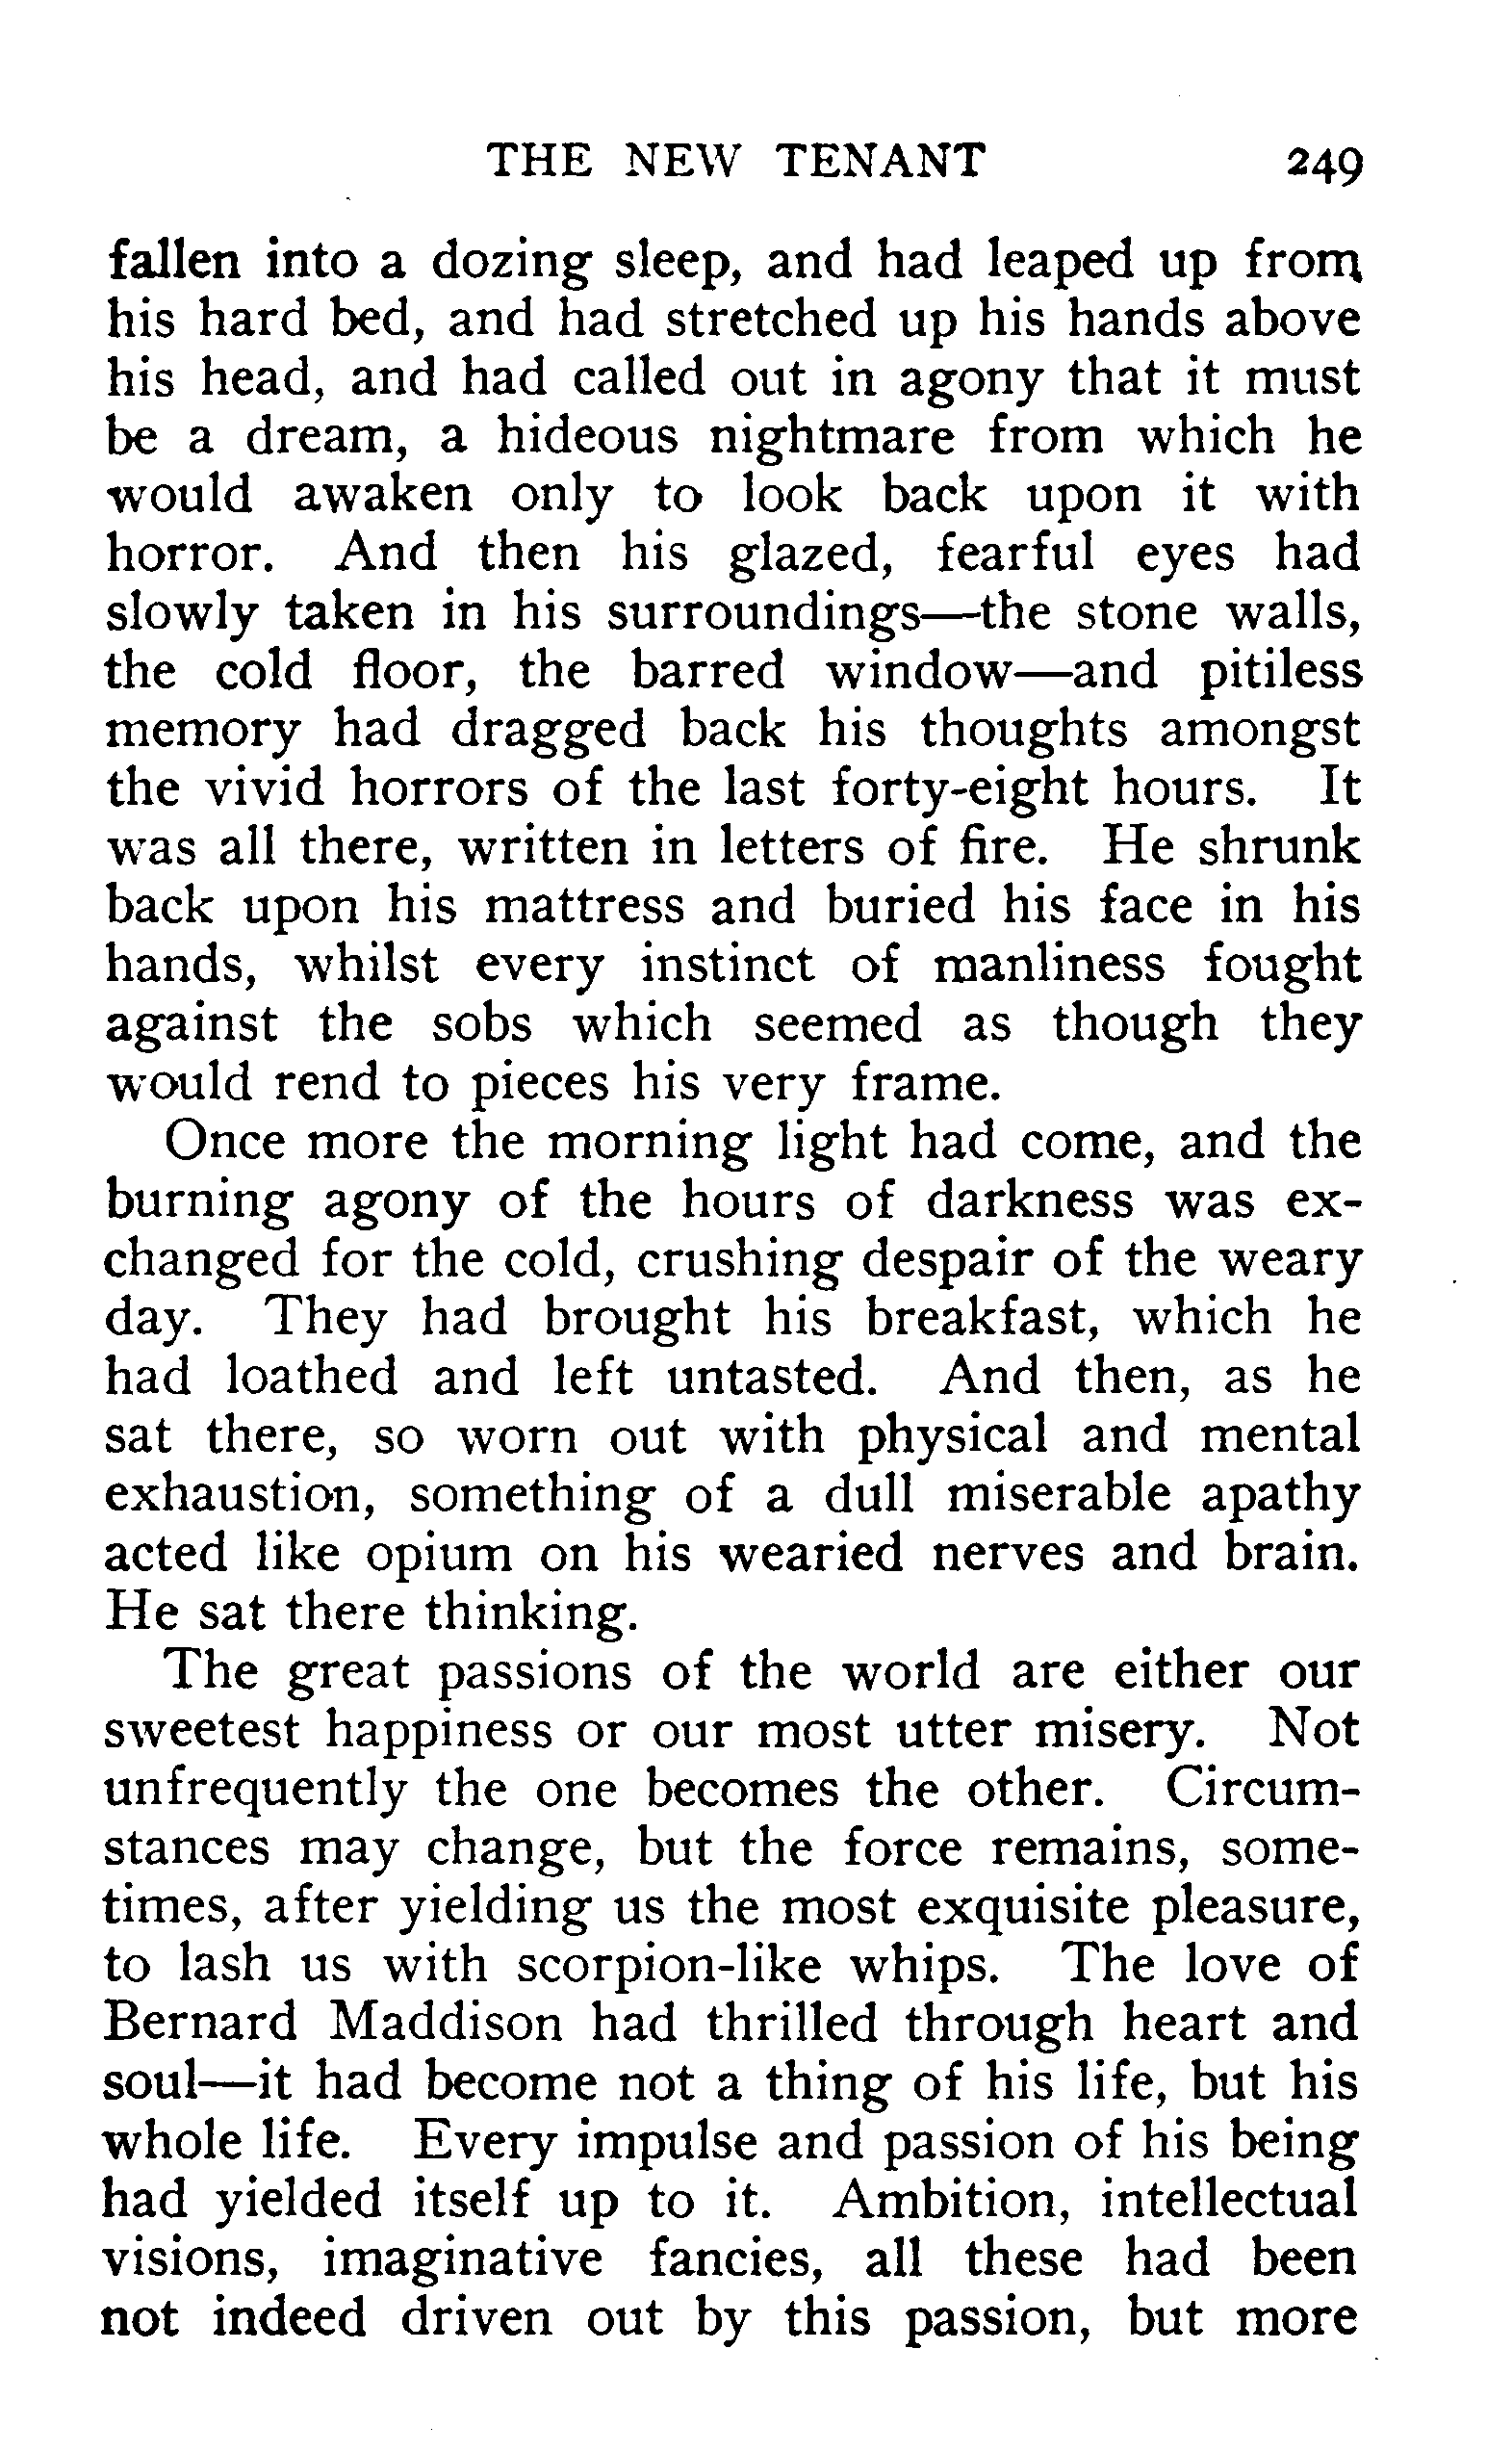 THE NEW TENANT 249
fallen into a dozing sleep, and had leaped up from
his hard bed, and had stretched up his hands above
his head, and had called out in agony that it must
be a dream, a hideous nightmare from which he
would awaken only to look back upon it with
horror. And then his glazed, fearful eyes had
slowly taken in his surroundings—the stone walls,
the cold floor, the barred window—and pitiless
memory had dragged back his thoughts amongst
the vivid horrors of the last forty-eight hours. It
was all there, written in letters of fire. He shrunk
back upon his mattress and buried his face in his
hands, whilst every instinct of manliness fought
against the sobs which seemed as though they
would rend to pieces his very frame.
Once more the morning light had come, and the
burning agony of the hours of darkness was ex-
changed for the cold, crushing despair of the weary
day. They had brought his breakfast, which he
had loathed and left untasted. And then, as he
sat there, so worn out with physical and mental
exhaustion, something of a dull miserable apathy
acted like opium on his wearied nerves and brain.
He sat there thinking.
The great passions of the world are either our
sweetest happiness or our most utter misery. Not
unfrequently the one becomes the other. Circum-
stances may change, but the force remains, some-
times, after yielding us the most exquisite pleasure,
to lash us with scorpion-like whips. The love of
Bernard Maddison had thrilled through heart and
soul—it had become not a thing of his life, but his
whole life. Every impulse and passion of his being
had yielded itself up to it. Ambition, intellectual
visions, imaginative fancies, all these had been
not indeed driven out by this passion, but more